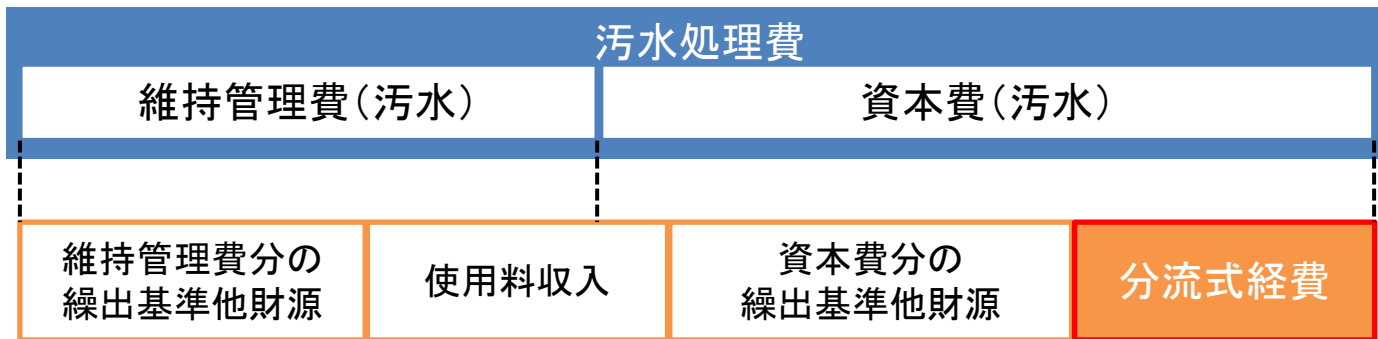 汚水処理費
維持管理費（汚水）
資本費（汚水）
維持管理費分の
繰出基準他財源
使用料収入
資本費分の
繰出基準他財源
分流式経費